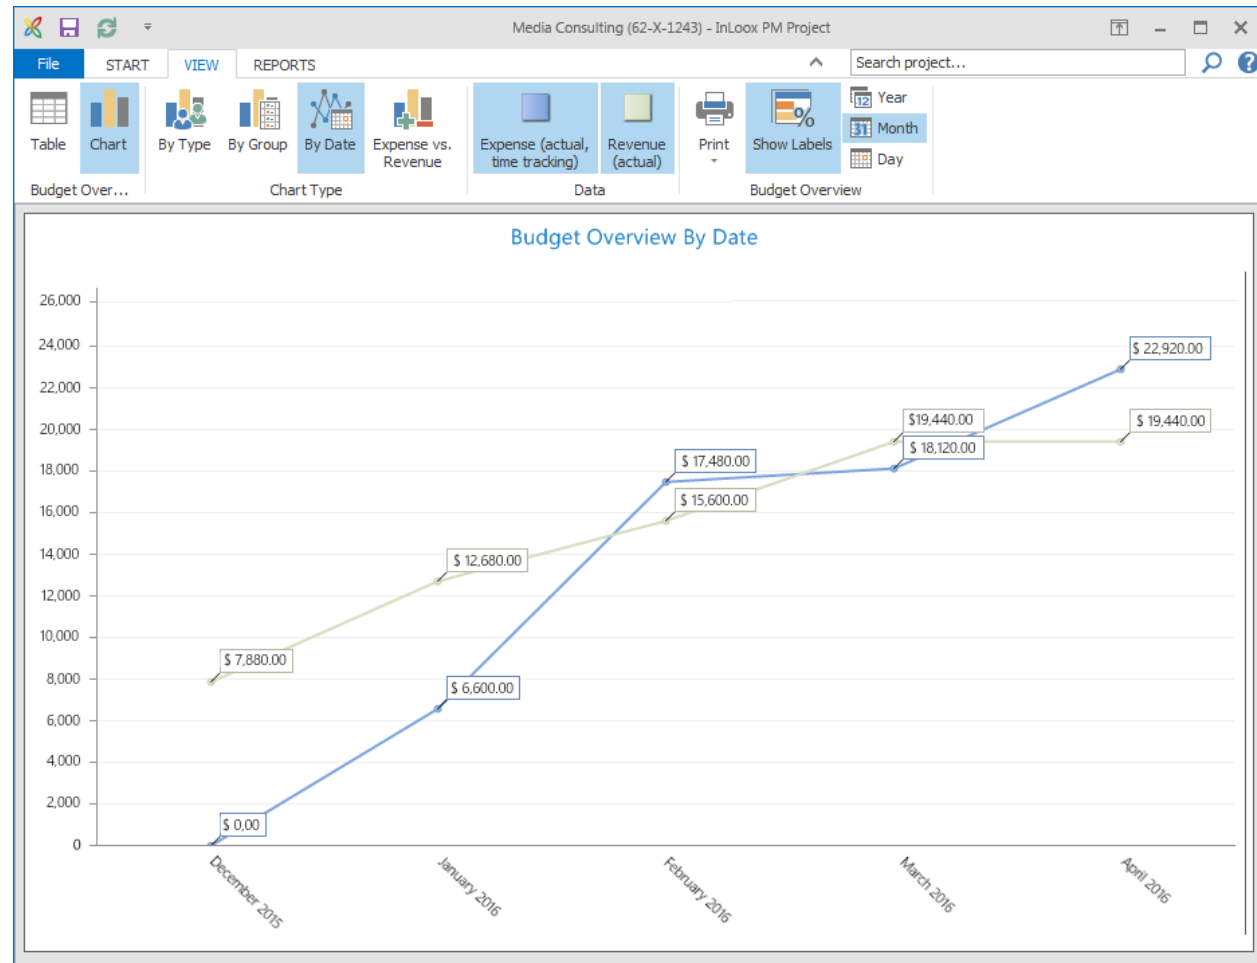 Media Consulting (62-X-1243) - InLoox PM Project
File START VIEW REPORTS Search project...
Table Chart By Type By Group By Date Expense vs. Revenue Expense (actual, time tracking) Revenue (actual) Print Show Labels
12 Year
31 Month
Day
Budget Over... Chart Type Data Budget Overview
Budget Overview By Date
26,000
24,000
22,000
20,000
18,000
16,000
14,000
12,000
10,000
8,000
6,000
4,000
2,000
0
$ 22,920.00
$19,440.00
$ 19,440.00
$ 18,120.00
$ 17,480.00
$ 15,600.00
$ 12,680.00
$ 7,880.00
$ 6,600.00
$ 0,00
December 2015
January 2016
February 2016
March 2016
April 2016